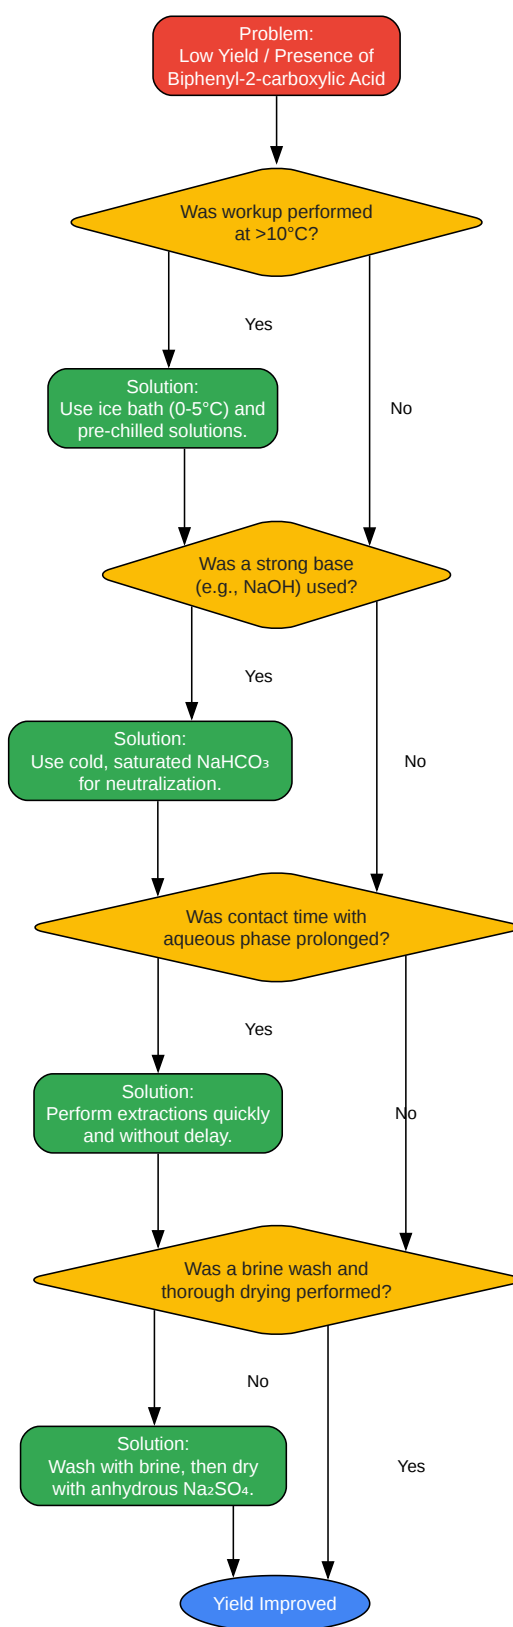 Problem:
Low Yield / Presence of
Biphenyl-2-carboxylic Acid
Was workup performed
at >10°C?
Yes
Solution:
Use ice bath (0-5°C) and
pre-chilled solutions.
No
Was a strong base
(e.g., NaOH) used?
Yes
Solution:
Use cold, saturated NaHCO₃
for neutralization.
No
Was contact time with
aqueous phase prolonged?
Yes
Solution:
Perform extractions quickly
and without delay.
No
Was a brine wash and
thorough drying performed?
No
Solution:
Wash with brine, then dry
with anhydrous Na₂SO₄.
Yes
Yield Improved